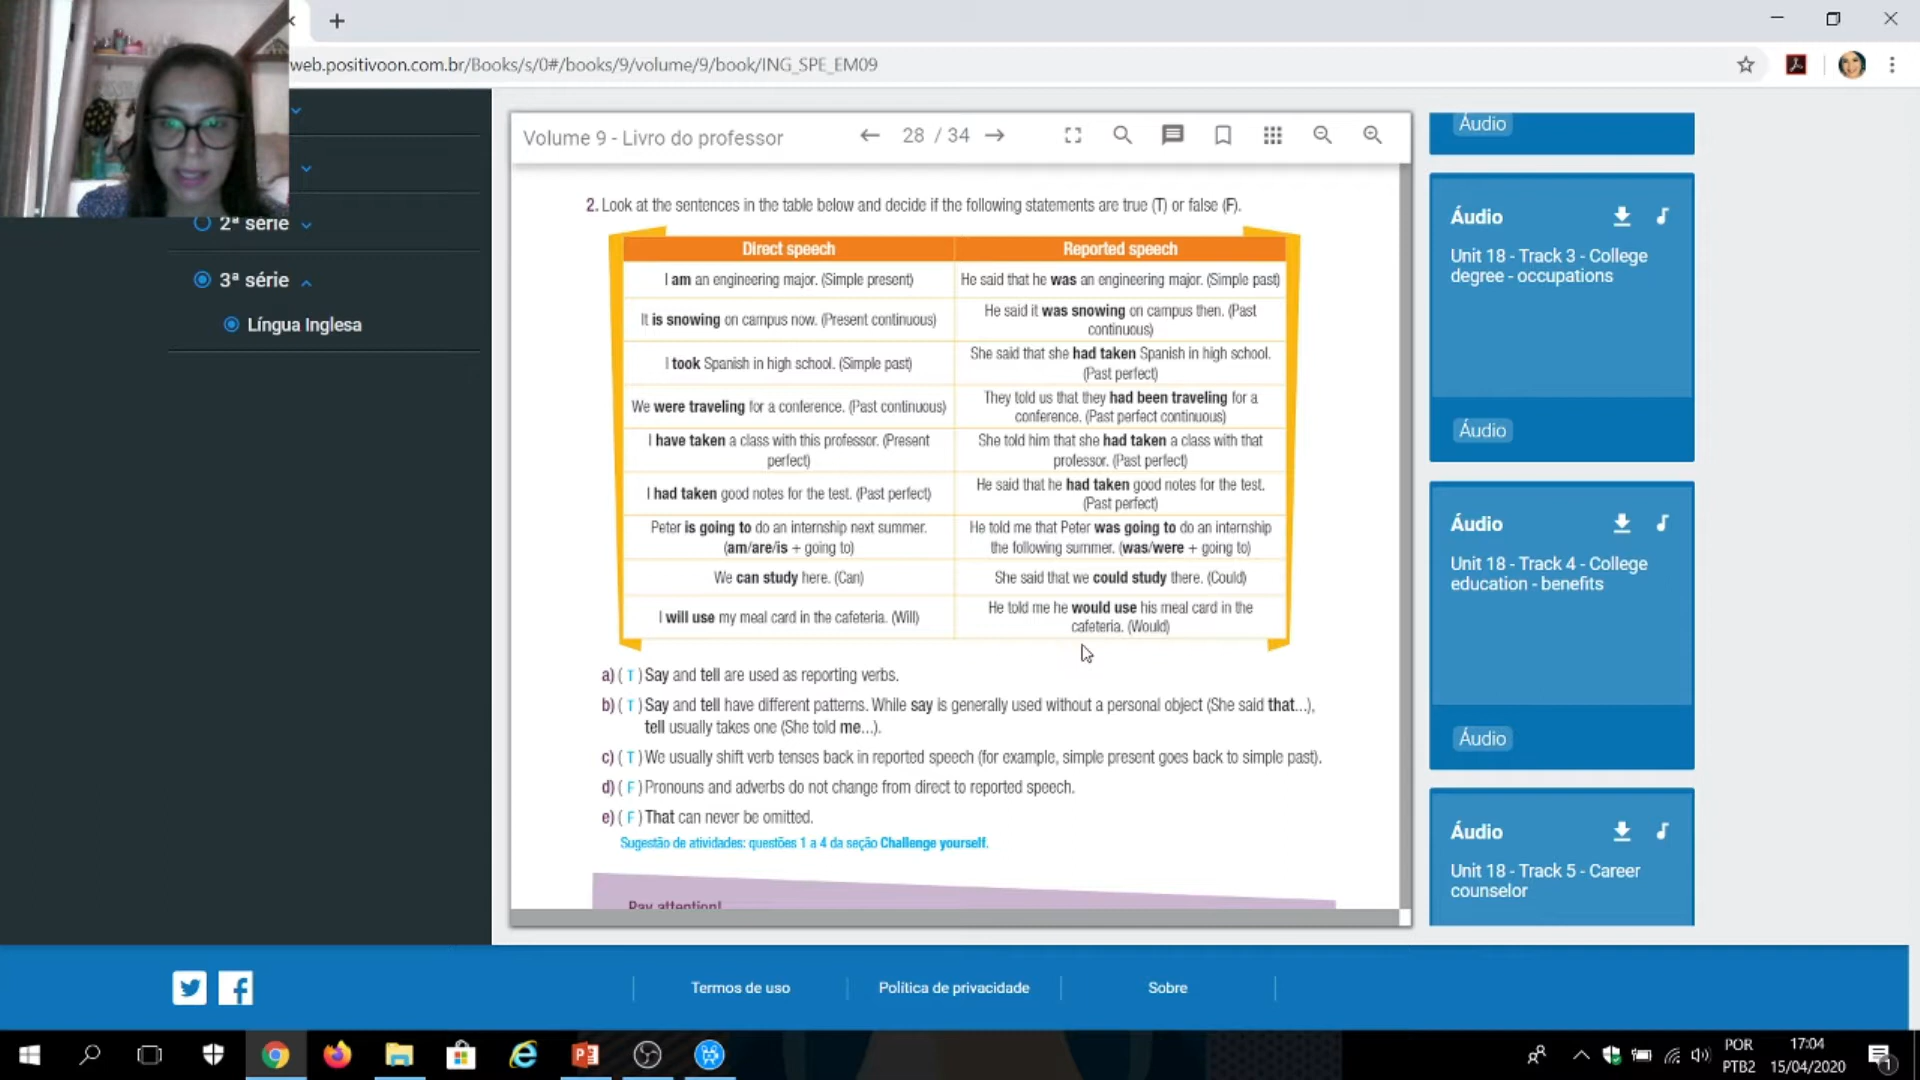 web.positivoon.com.br/Books/s/0#/books/9/volume/9/book/ING_SPE_EM09
2ª série
3ª série
Língua Inglesa
Volume 9 - Livro do professor
28 / 34
2. Look at the sentences in the table below and decide if the following statements are true (T) or false (F).
Direct speech
Reported speech
I am an engineering major. (Simple present)
He said that he was an engineering major. (Simple past)
It is snowing on campus now. (Present continuous)
He said it was snowing on campus then. (Past
continuous)
I took Spanish in high school. (Simple past)
She said that she had taken Spanish in high school.
(Past perfect)
We were traveling for a conference. (Past continuous)
They told us that they had been traveling for a
conference. (Past perfect continuous)
I have taken a class with this professor. (Present
perfect)
She told him that she had taken a class with that
professor. (Past perfect)
I had taken good notes for the test. (Past perfect)
He said that he had taken good notes for the test.
(Past perfect)
Peter is going to do an internship next summer.
(am/are/is + going to)
He told me that Peter was going to do an internship
the following summer. (was/were + going to)
We can study here. (Can)
She said that we could study there. (Could)
I will use my meal card in the cafeteria. (Will)
He told me he would use his meal card in the
cafeteria. (Would)
a) ( T ) Say and tell are used as reporting verbs.
b) ( T ) Say and tell have different patterns. While say is generally used without a personal object (She said that...),
tell usually takes one (She told me...).
c) ( T ) We usually shift verb tenses back in reported speech (for example, simple present goes back to simple past).
d) ( F ) Pronouns and adverbs do not change from direct to reported speech.
e) ( F ) That can never be omitted.
Sugestão de atividades: questões 1 a 4 da seção Challenge yourself.
Pay attention!
Áudio
Áudio
Unit 18 - Track 3 - College
degree - occupations
Áudio
Áudio
Unit 18 - Track 4 - College
education - benefits
Áudio
Áudio
Unit 18 - Track 5 - Career
counselor
Termos de uso
Política de privacidade
Sobre
POR
PTB2
17:04
15/04/2020
1